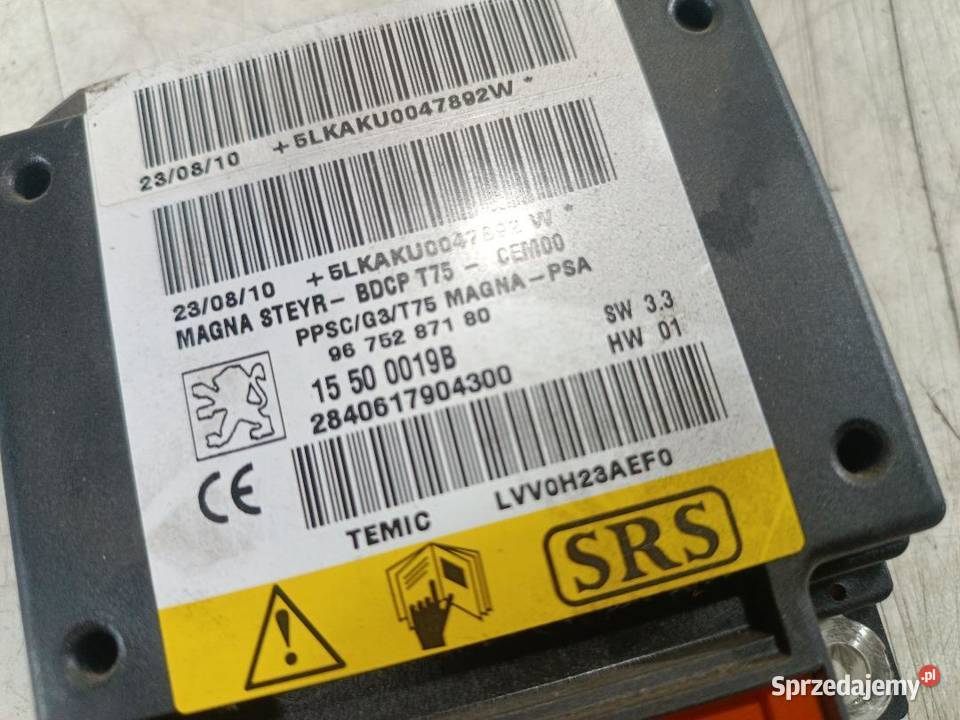 23/08/10 +5LKAKU0047892W *
23/08/10 +5LKAKU0047892W *
MAGNA STEYR- BDCP T75 - CEM00
PPSC/G3/T75 MAGNA-PSA
96 752 871 80
SW 3.3
15 50 0019B
HW 01
2840617904300
CE
TEMIC LVV0H23AEF0
SRS
Sprzedajemy.pl